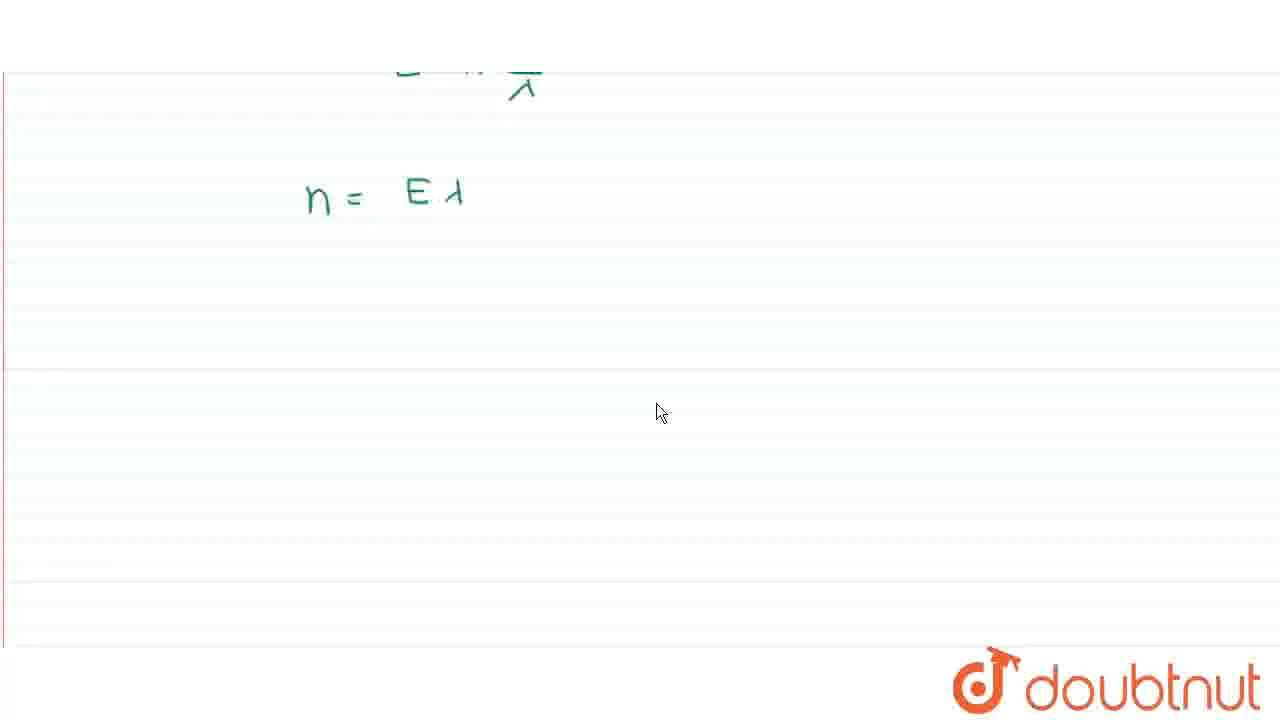 λ
n = E λ
doubtnut